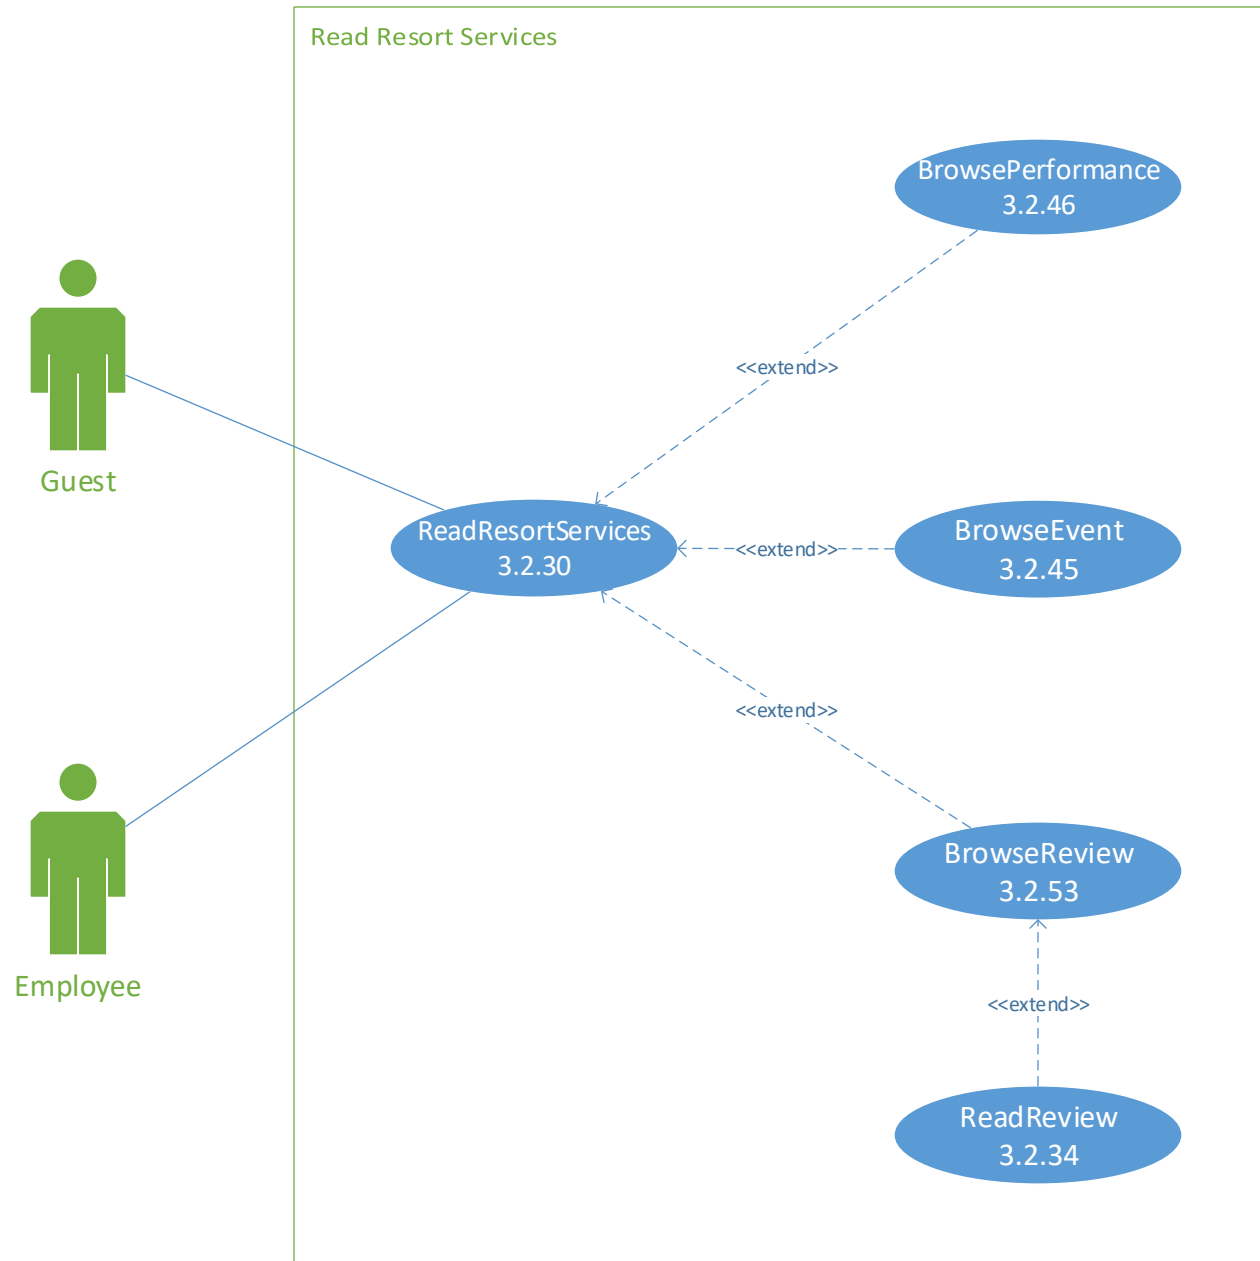 Read Resort Services
BrowsePerformance
3.2.46
<<extend>>
Guest
ReadResortServices
3.2.30
<<extend>>
BrowseEvent
3.2.45
<<extend>>
BrowseReview
3.2.53
Employee
<<extend>>
ReadReview
3.2.34